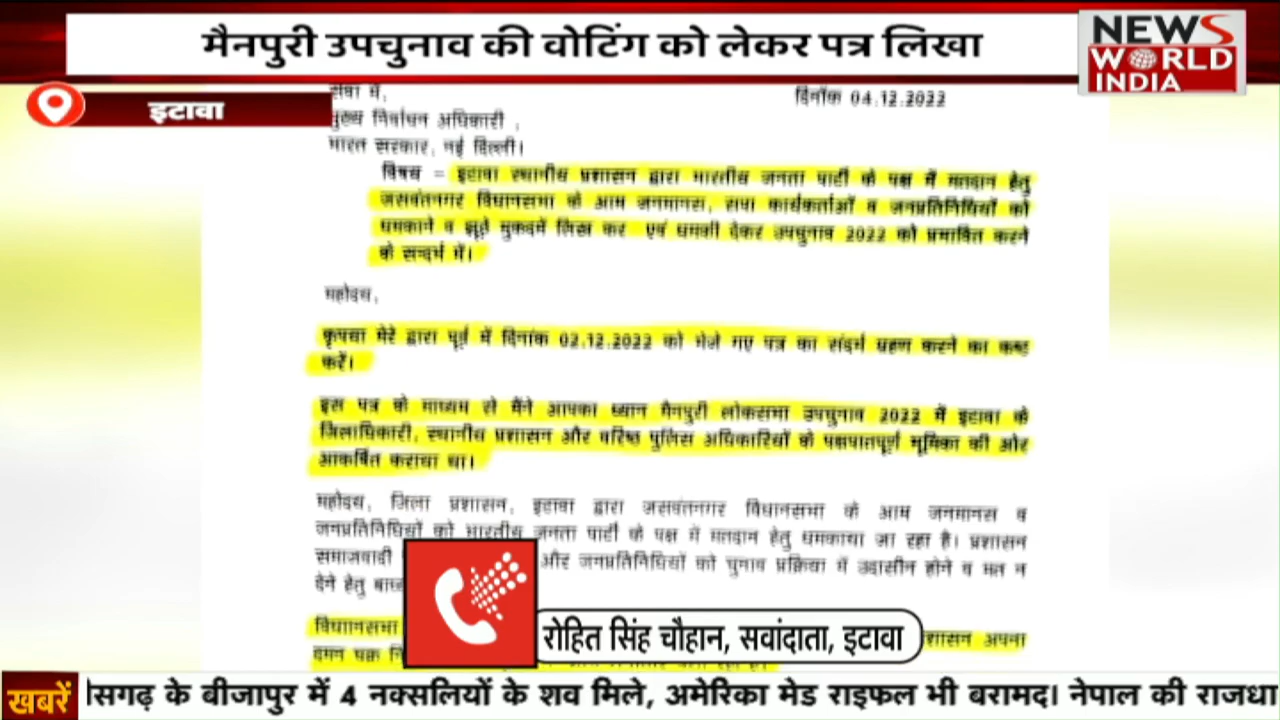 मैनपुरी उपचुनाव की वोटिंग को लेकर पत्र लिखा
NEWS
WORLD
INDIA
इटावा
सेवा में,
दिनाँक 04.12.2022
मुख्य निर्वाचन अधिकारी ,
भारत सरकार, नई दिल्ली।
विषय = इटावा स्थानीय प्रशासन द्वारा भारतीय जनता पार्टी के पक्ष में मतदान हेतु
जसवंतनगर विधानसभा के आम जनमानस, सपा कार्यकर्ताओं व जनप्रतिनिधियों को
धमकाने व झूठे मुकदमें लिख कर एवं धमकी देकर उपचुनाव 2022 को प्रभावित करने
के सन्दर्भ में।
महोदय,
कृपया मेरे द्वारा पूर्व में दिनांक 02.12.2022 को भेजे गए पत्र का संदर्भ ग्रहण करने का कष्ट
करें।
इस पत्र के माध्यम से मैंने आपका ध्यान मैनपुरी लोकसभा उपचुनाव 2022 में इटावा के
जिलाधिकारी, स्थानीय प्रशासन और वरिष्ठ पुलिस अधिकारियों के पक्षपातपूर्ण भूमिका की ओर
आकर्षित कराया था।
महोदय, जिला प्रशासन, इटावा द्वारा जसवंतनगर विधानसभा के आम जनमानस व
जनप्रतिनिधियों को भारतीय जनता पार्टी के पक्ष में मतदान हेतु धमकाया जा रहा है। प्रशासन
समाजवादी और जनप्रतिनिधियों को चुनाव प्रक्रिया में उदासीन होने व मत न
देने हेतु
विधानसभा अपना
दमन चक्र
रोहित सिंह चौहान, सवांदाता, इटावा
खबरें
सगढ़ के बीजापुर में 4 नक्सलियों के शव मिले, अमेरिका मेड राइफल भी बरामद। नेपाल की राजधा